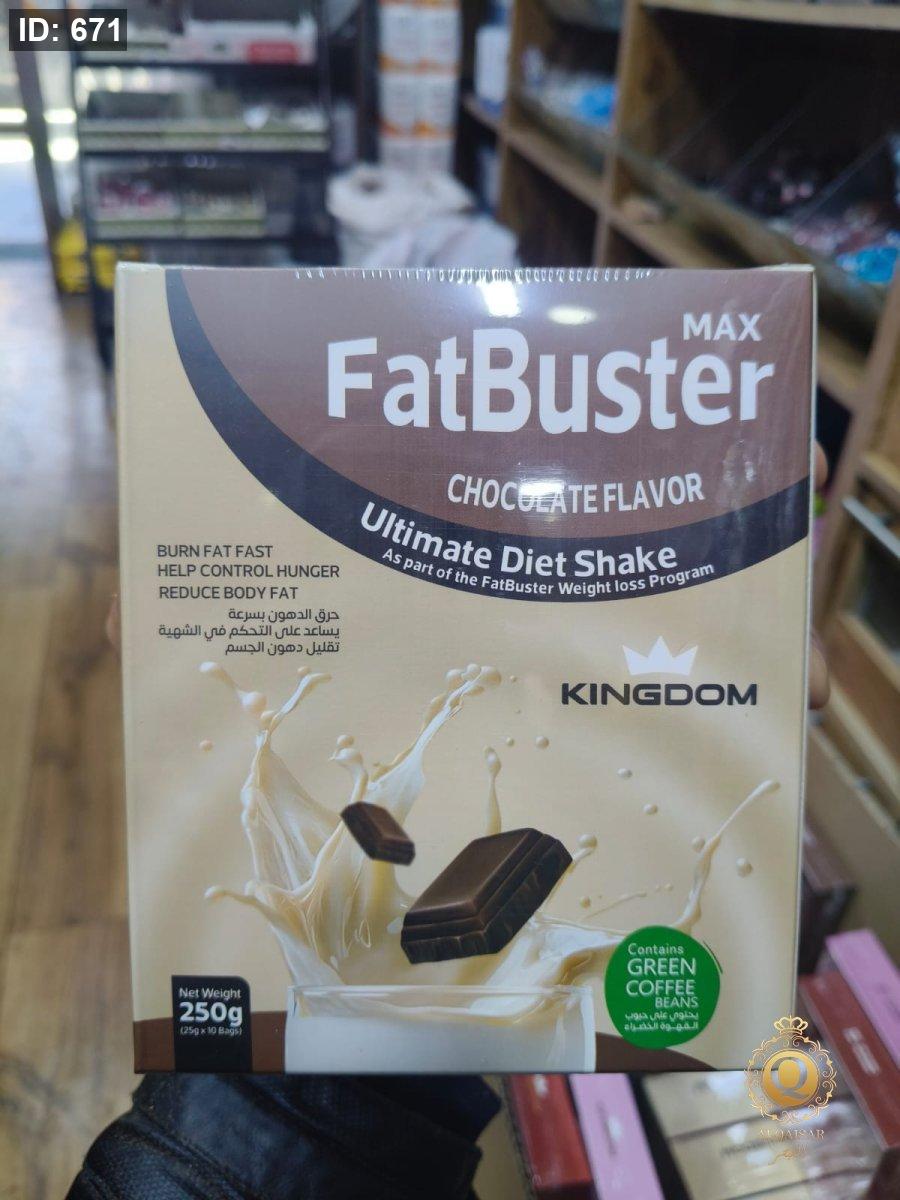 ID: 671
MAX
FatBuster
CHOCOLATE FLAVOR
Ultimate Diet Shake
As part of the FatBuster Weight loss Program
BURN FAT FAST
HELP CONTROL HUNGER
REDUCE BODY FAT
حرق الدهون بسرعة
يساعد على التحكم في الشهية
تقليل دهون الجسم
KINGDOM
Contains
GREEN
COFFEE
BEANS
يحتوي على حبوب
القهوة الخضراء
Net Weight
250g
(25g x 10 Bags)
Q
ALQAISAR
القيصر